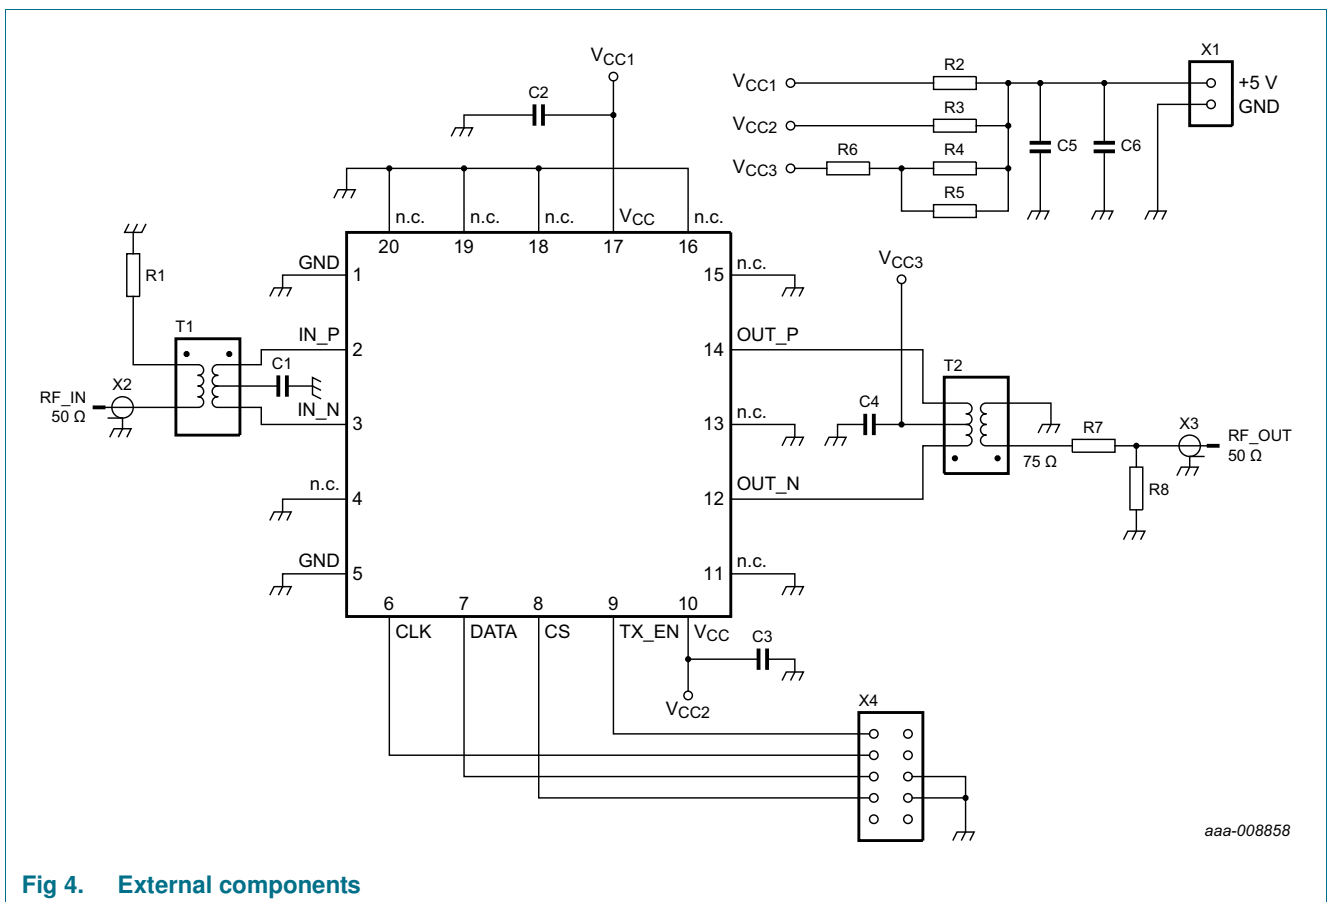 VCC1
C2
X1
R2
VCC1
+5 V
R3
GND
VCC2
R6
R4
C5
C6
VCC3
R5
n.c.
n.c.
n.c.
VCC
n.c.
20
19
18
17
16
GND
1
15
n.c.
VCC3
R1
T1
IN_P
2
14
OUT_P
T2
C1
X2
RF_IN
50 Ω
IN_N
3
13
n.c.
C4
R7
X3
RF_OUT
50 Ω
75 Ω
n.c.
4
12
OUT_N
R8
GND
5
11
n.c.
6
7
8
9
10
CLK
DATA
CS
TX_EN
VCC
C3
VCC2
X4
aaa-008858
Fig 4. External components